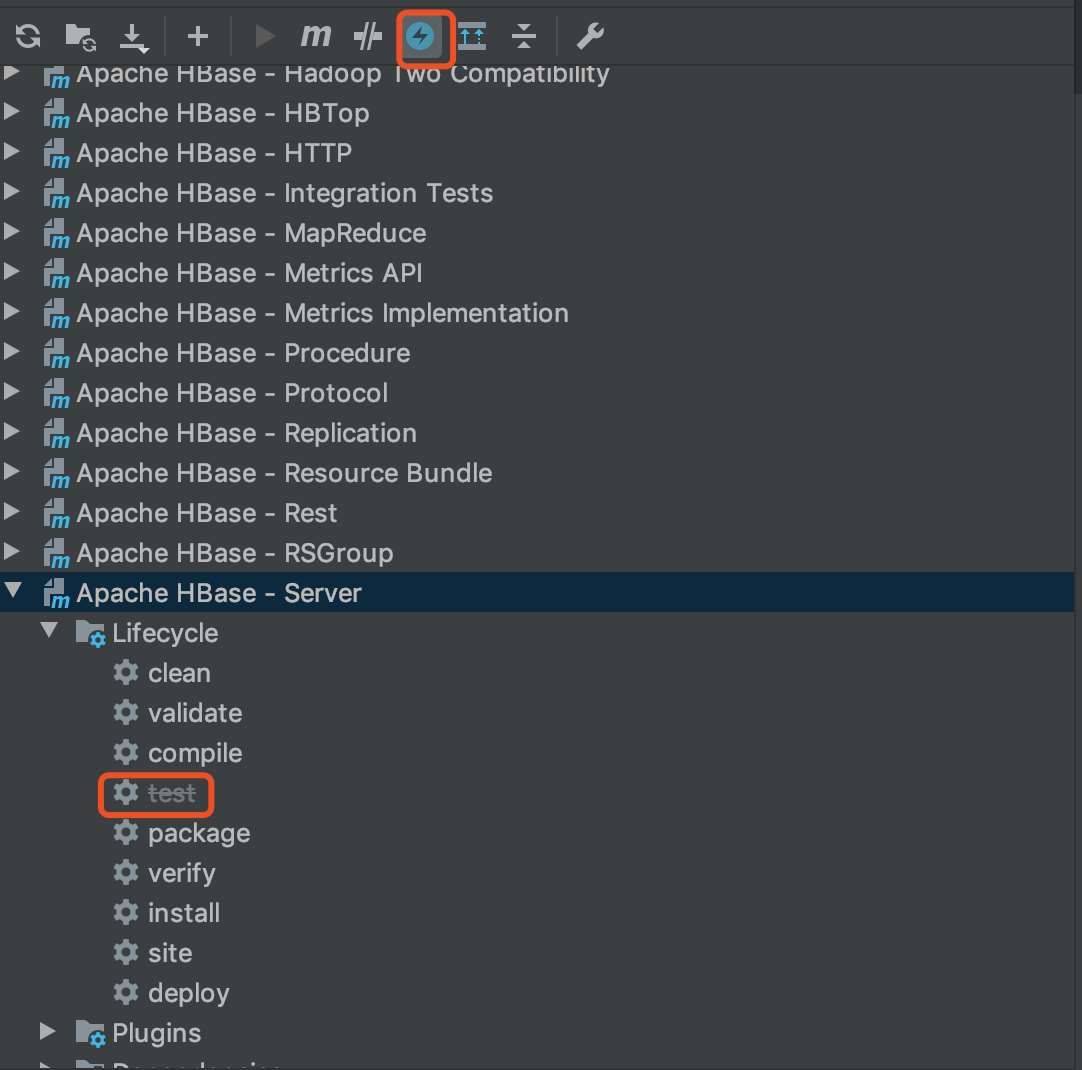 Apache HBase - Hadoop Two Compatibility
Apache HBase - HBTop
Apache HBase - HTTP
Apache HBase - Integration Tests
Apache HBase - MapReduce
Apache HBase - Metrics API
Apache HBase - Metrics Implementation
Apache HBase - Procedure
Apache HBase - Protocol
Apache HBase - Replication
Apache HBase - Resource Bundle
Apache HBase - Rest
Apache HBase - RSGroup
Apache HBase - Server
Lifecycle
clean
validate
compile
test
package
verify
install
site
deploy
Plugins